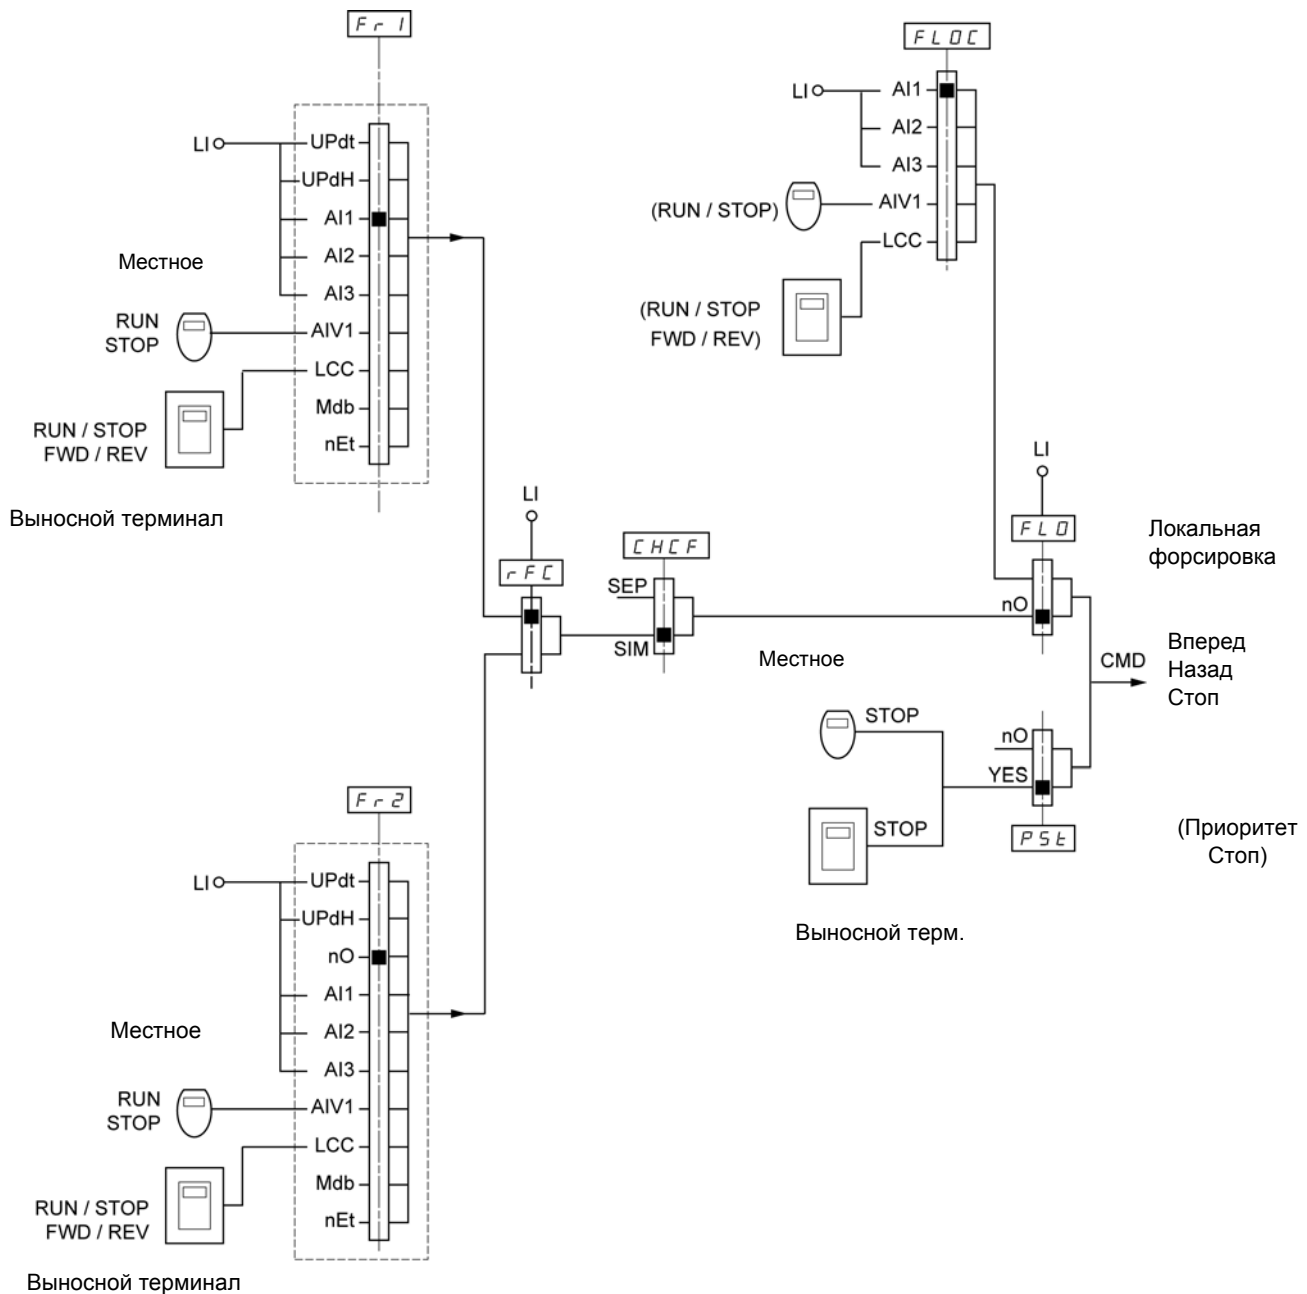 Fr1
LI
UPdt
UPdH
AI1
AI2
AI3
AIV1
LCC
Mdb
nEt
Местное
RUN
STOP
RUN / STOP
FWD / REV
Выносной терминал
FLOC
LI
AI1
AI2
AI3
AIV1
LCC
(RUN / STOP)
(RUN / STOP
FWD / REV)
LI
rFC
CHCF
SEP
SIM
LI
FLO
nO
Локальная
форсировка
Местное
CMD
Вперед
Назад
Стоп
STOP
STOP
nO
YES
PSt
(Приоритет
Стоп)
Выносной терм.
Fr2
LI
UPdt
UPdH
nO
AI1
AI2
AI3
AIV1
LCC
Mdb
nEt
Местное
RUN
STOP
RUN / STOP
FWD / REV
Выносной терминал